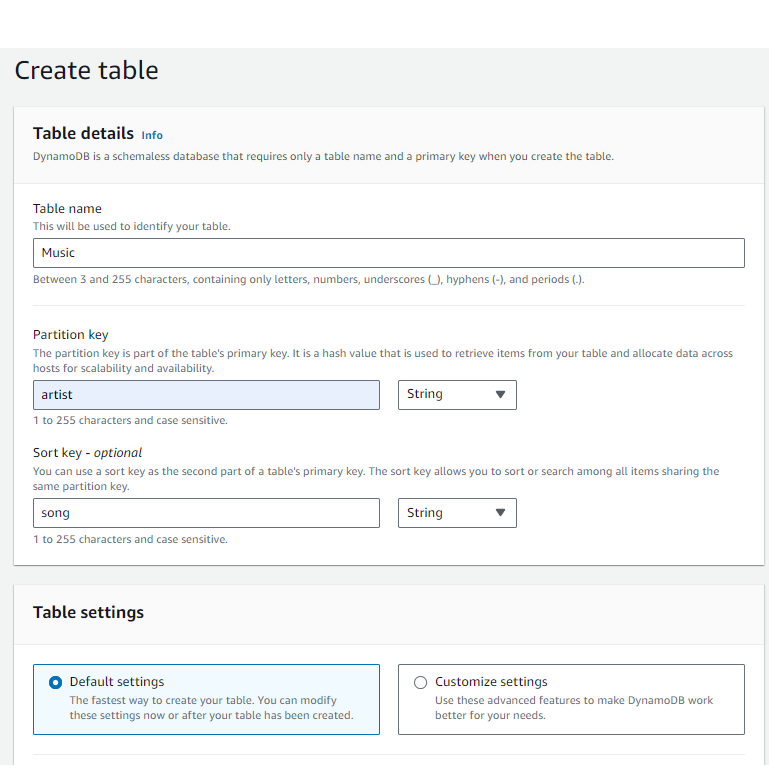 Create table
Table details Info
DynamoDB is a schemaless database that requires only a table name and a primary key when you create the table.
Table name
This will be used to identify your table.
Music
Between 3 and 255 characters, containing only letters, numbers, underscores (_), hyphens (-), and periods (.).
Partition key
The partition key is part of the table's primary key. It is a hash value that is used to retrieve items from your table and allocate data across
hosts for scalability and availability.
artist String
1 to 255 characters and case sensitive.
Sort key - optional
You can use a sort key as the second part of a table's primary key. The sort key allows you to sort or search among all items sharing the
same partition key.
song String
1 to 255 characters and case sensitive.
Table settings
Default settings
The fastest way to create your table. You can modify
these settings now or after your table has been created.
Customize settings
Use these advanced features to make DynamoDB work
better for your needs.